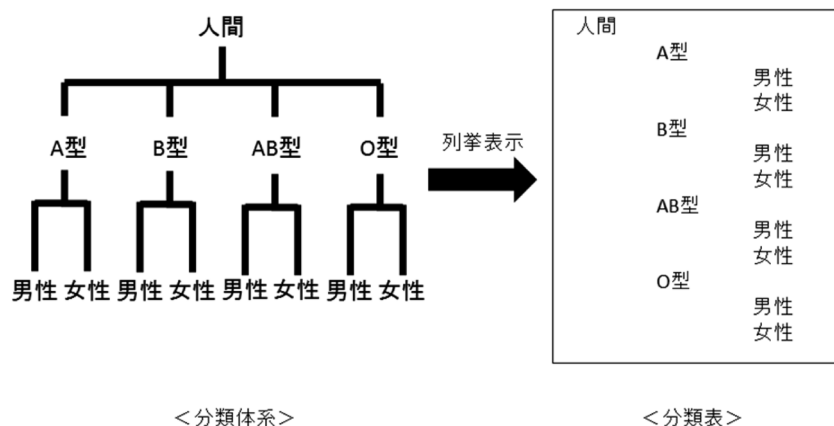 人間
A型 B型 AB型 O型
男性 女性 男性 女性 男性 女性 男性 女性
<分類体系>
列挙表示
人間
A型
男性
女性
B型
男性
女性
AB型
男性
女性
O型
男性
女性
<分類表>